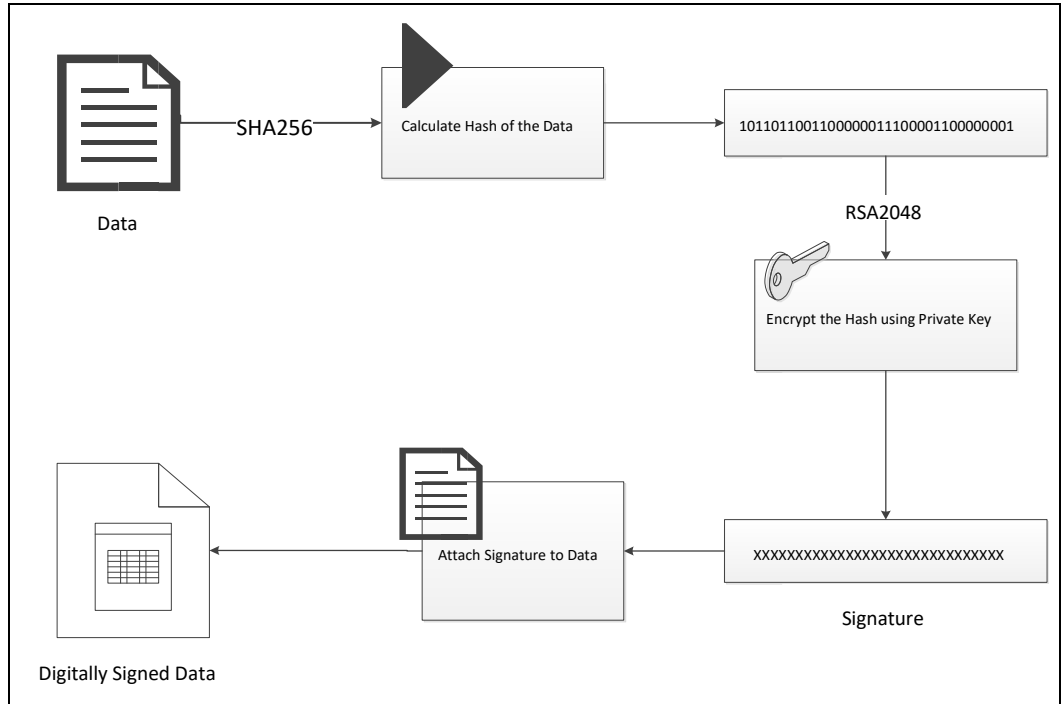 SHA256
Calculate Hash of the Data
10110110011000000111100001100000001
Data
RSA2048
Encrypt the Hash using Private Key
Attach Signature to Data
XXXXXXXXXXXXXXXXXXXXXXXXXXXXXX
Signature
Digitally Signed Data